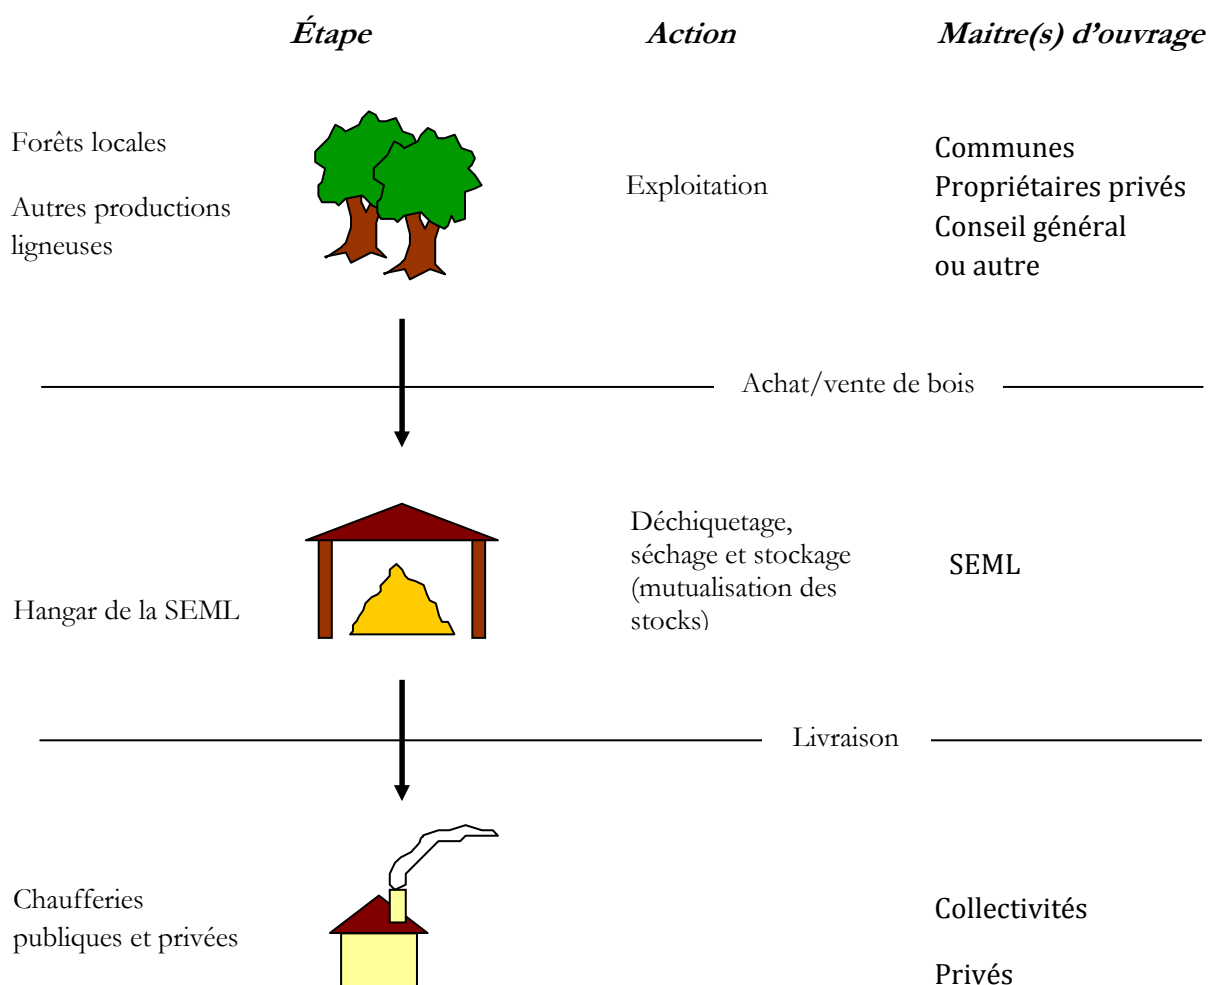 Étape Action Maitre(s) d'ouvrage
Forêts locales
Autres productions
ligneuses
Exploitation
Communes
Propriétaires privés
Conseil général
ou autre
Achat/vente de bois
Hangar de la SEML
Déchiquetage,
séchage et stockage
(mutualisation des
stocks)
SEML
Livraison
Chaufferies
publiques et privées
Collectivités
Privés